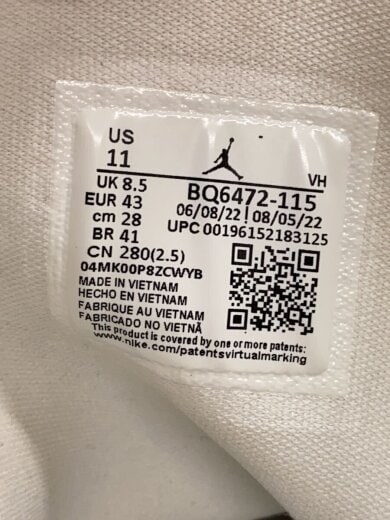 US
11
VH
UK 8.5
BQ6472-115
EUR 43
06/08/22 | 08/05/22
cm 28
UPC 00196152183125
BR 41
CN 280(2.5)
04MK00P8ZCWYB
MADE IN VIETNAM
HECHO EN VIETNAM
FABRIQUE AU VIETNAM
FABRICADO NO VIETNÃ
This product is covered by one or more patents:
www.nike.com/patentsvirtualmarking